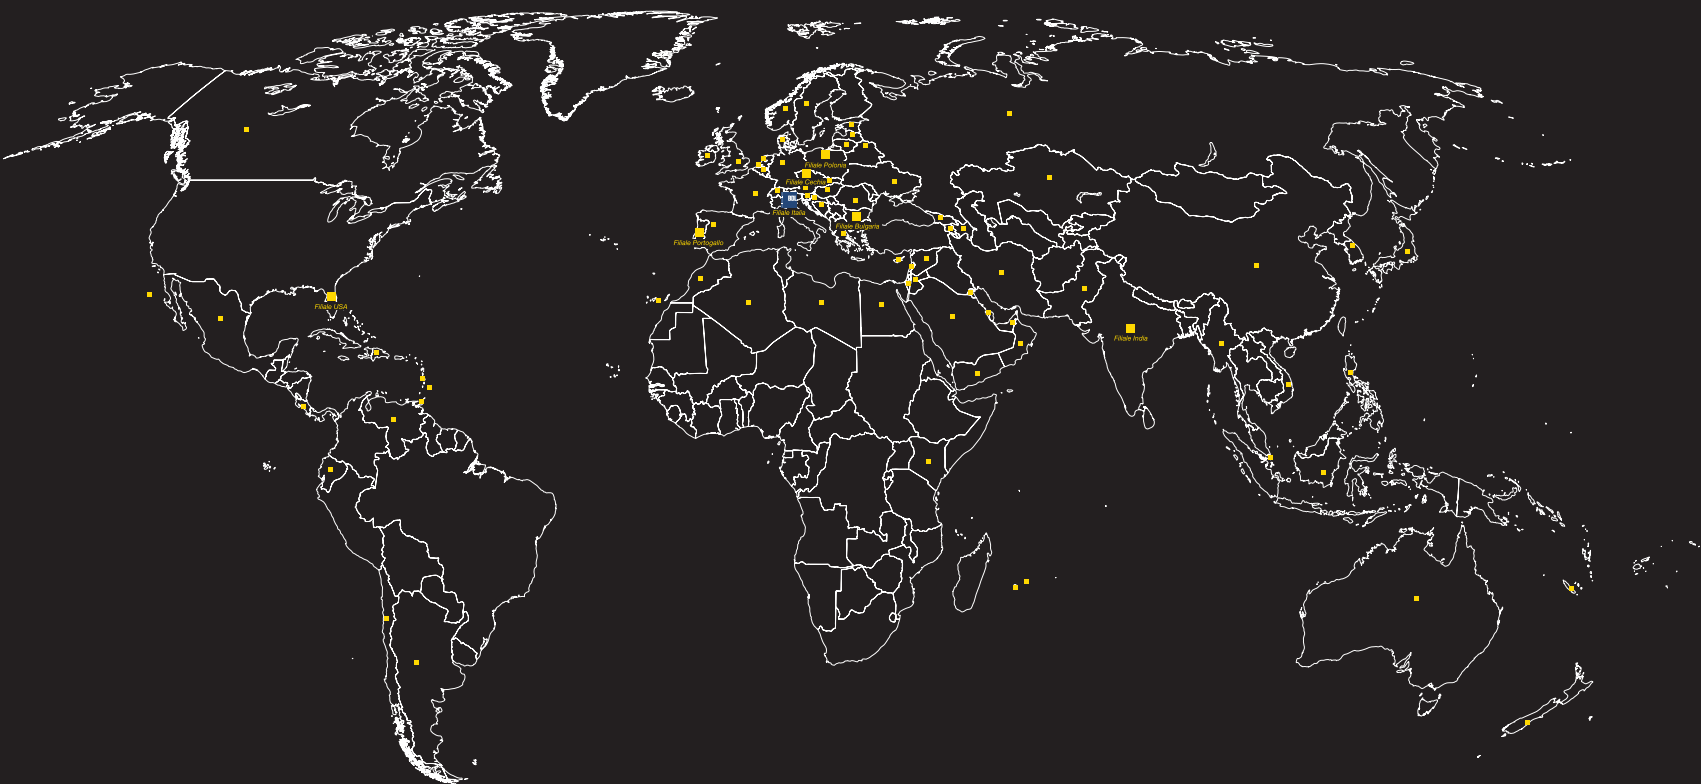 Filiale Polonia
Filiale Cechia
Filiale Italia
Filiale Bulgaria
Filiale Portogallo
Filiale USA
Filiale India